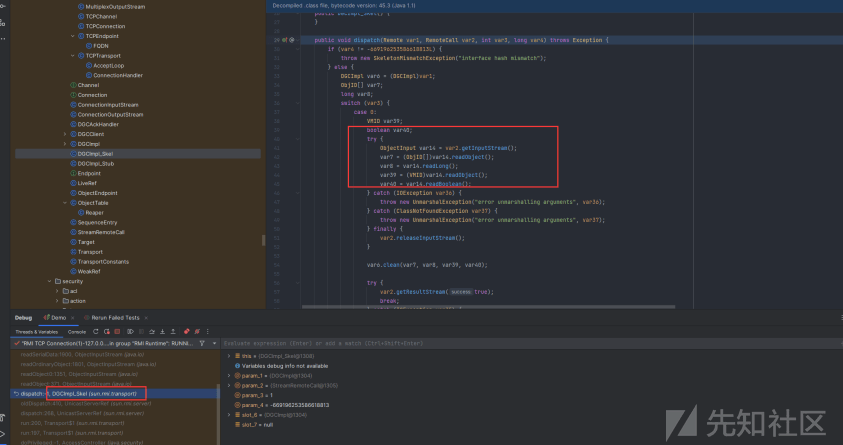 MultiplexOutputStream
TCPChannel
TCPConnection
TCPEndpoint
FQDN
TCPTransport
AcceptLoop
ConnectionHandler
Channel
Connection
ConnectionInputStream
ConnectionOutputStream
DGCAckHandler
DGCClient
DGCImpl
DGCImpl_Skel
DGCImpl_Stub
Endpoint
LiveRef
ObjectEndpoint
ObjectTable
Reaper
SequenceEntry
StreamRemoteCall
Target
Transport
TransportConstants
WeakRef
security
acl
action
Decompiled .class file, bytecode version: 45.3 (Java 1.1)
}
public void dispatch(Remote var1, RemoteCall var2, int var3, long var4) throws Exception {
if (var4 != -669196253586618813L) {
throw new SkeletonMismatchException("interface hash mismatch");
} else {
DGCImpl var6 = (DGCImpl)var1;
ObjID[] var7;
long var8;
switch (var3) {
case 0:
VMID var39;
boolean var40;
try {
ObjectInput var14 = var2.getInputStream();
var7 = (ObjID[])var14.readObject();
var8 = var14.readLong();
var39 = (VMID)var14.readObject();
var40 = var14.readBoolean();
} catch (IOException var36) {
throw new UnmarshalException("error unmarshalling arguments", var36);
} catch (ClassNotFoundException var37) {
throw new UnmarshalException("error unmarshalling arguments", var37);
} finally {
var2.releaseInputStream();
}
var6.clean(var7, var8, var39, var40);
try {
var2.getResultStream( success: true);
break;
Debug Demo Rerun Failed Tests
Threads & Variables Console
"RMI TCP Connection(1)-127.0.0...in group "RMI Runtime": RUNNI...
Evaluate expression (Enter) or add a watch (Ctrl+Shift+Enter)
readSerialData:1900, ObjectInputStream (java.io)
readOrdinaryObject:1801, ObjectInputStream (java.io)
readObject0:1351, ObjectInputStream (java.io)
readObject:371, ObjectInputStream (java.io)
dispatch:-1, DGCImpl_Skel (sun.rmi.transport)
oldDispatch:410, UnicastServerRef (sun.rmi.server)
dispatch:268, UnicastServerRef (sun.rmi.server)
run:200, Transport$1 (sun.rmi.transport)
run:197, Transport$1 (sun.rmi.transport)
doPrivileged:-1, AccessController (java.security)
this = {DGCImpl_Skel@1308}
Variables debug info not available
param_1 = {DGCImpl@1304}
param_2 = {StreamRemoteCall@1305}
param_3 = 1
param_4 = -669196253586618813
slot_6 = {DGCImpl@1304}
slot_7 = null
先知社区